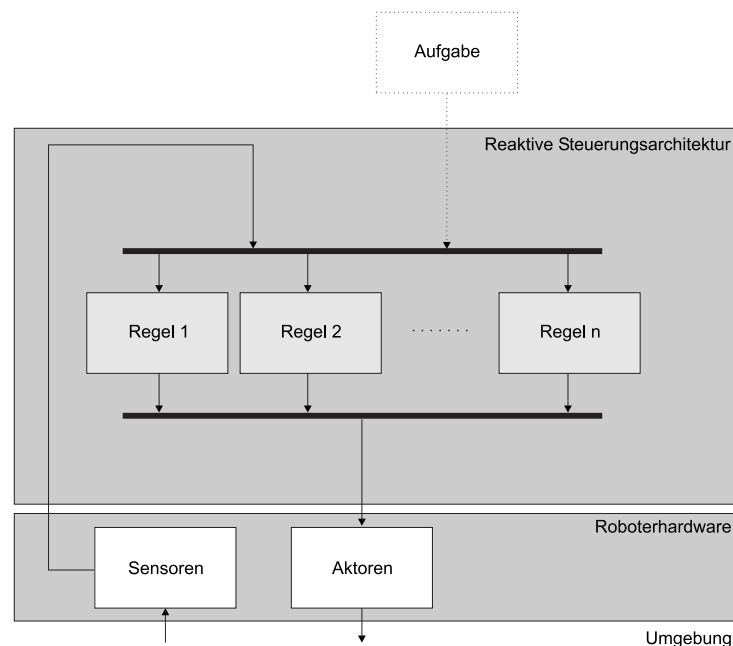 Aufgabe
Reaktive Steuerungsarchitektur
Regel 1
Regel 2
.......
Regel n
Roboterhardware
Sensoren
Aktoren
Umgebung